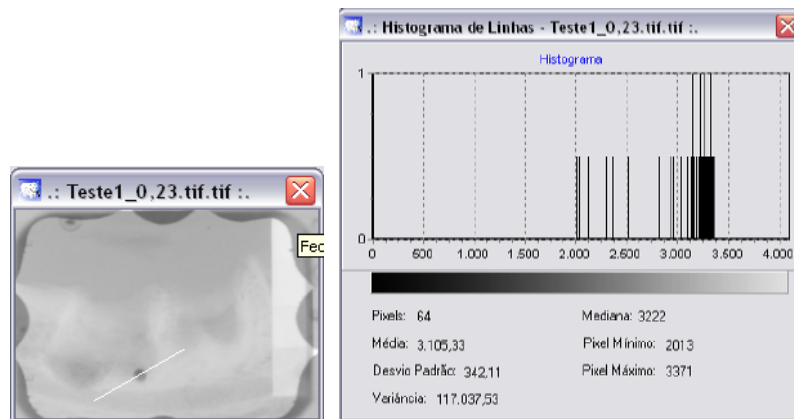 .: Teste1_0,23.tif.tif :.
Fec
.: Histograma de Linhas - Teste1_0,23.tif.tif :.
Histograma
1
0
0 500 1.000 1.500 2.000 2.500 3.000 3.500 4.000
Pixels: 64
Mediana: 3222
Média: 3.105,33
Pixel Mínimo: 2013
Desvio Padrão: 342,11
Pixel Máximo: 3371
Variância: 117.037,53